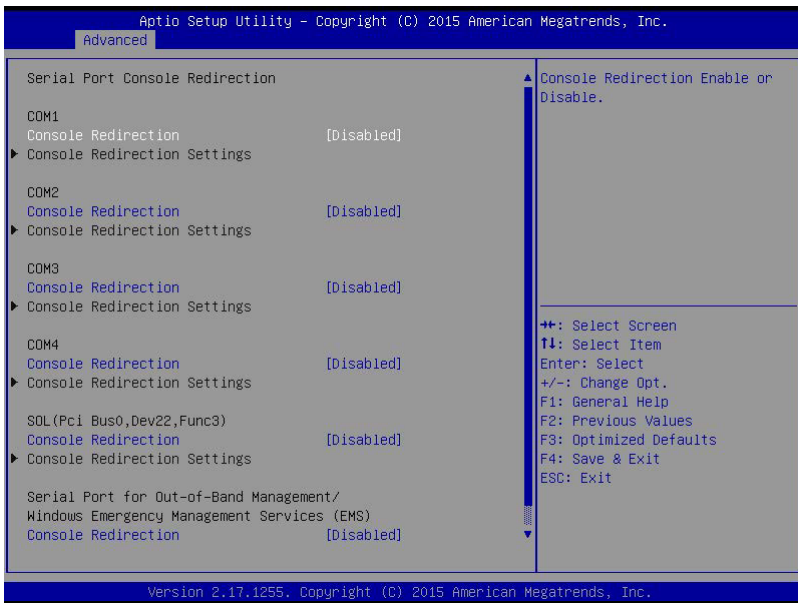 Aptio Setup Utility – Copyright (C) 2015 American Megatrends, Inc.
Advanced
Serial Port Console Redirection
COM1
Console Redirection [Disabled]
Console Redirection Settings
COM2
Console Redirection [Disabled]
Console Redirection Settings
COM3
Console Redirection [Disabled]
Console Redirection Settings
COM4
Console Redirection [Disabled]
Console Redirection Settings
SOL(Pci Bus0,Dev22,Func3)
Console Redirection [Disabled]
Console Redirection Settings
Serial Port for Out-of-Band Management/
Windows Emergency Management Services (EMS)
Console Redirection [Disabled]
Console Redirection Enable or
Disable.
→←: Select Screen
↑↓: Select Item
Enter: Select
+/-: Change Opt.
F1: General Help
F2: Previous Values
F3: Optimized Defaults
F4: Save & Exit
ESC: Exit
Version 2.17.1255. Copyright (C) 2015 American Megatrends, Inc.